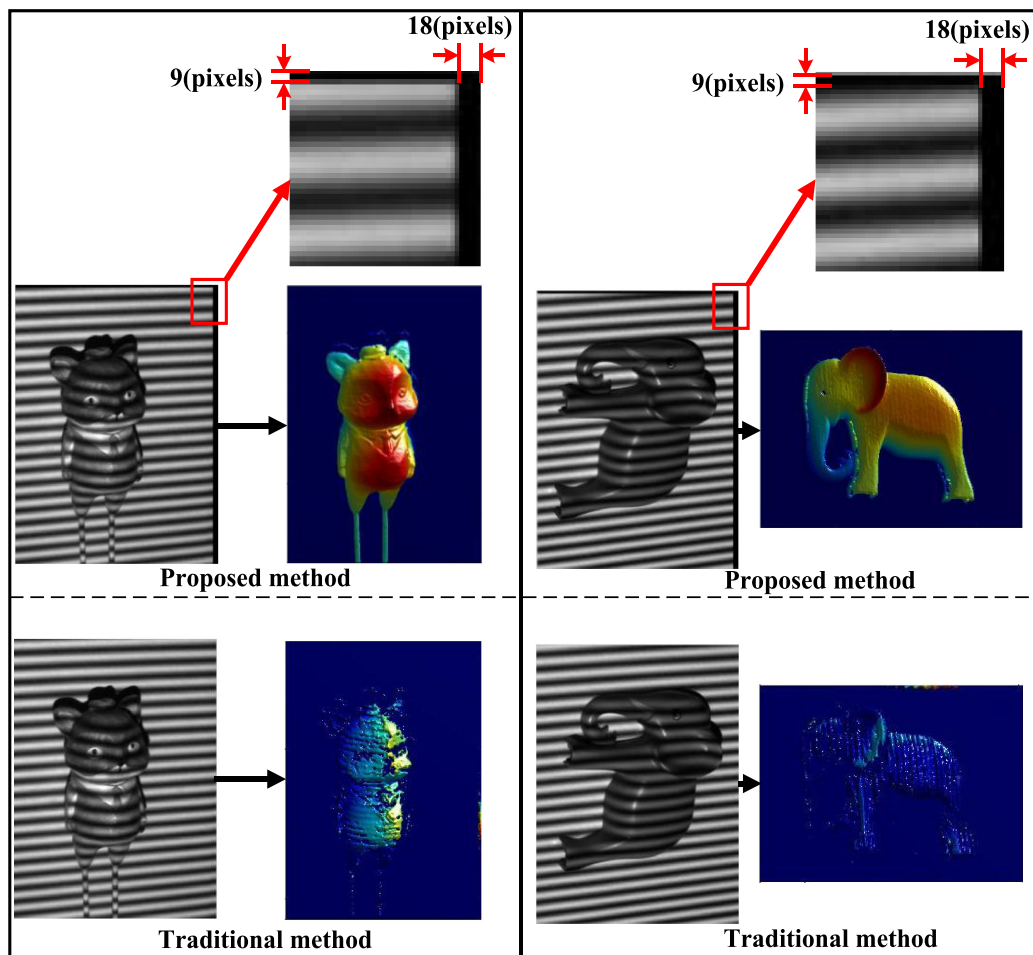 18(pixels)
9(pixels)
Proposed method
Traditional method
18(pixels)
9(pixels)
Proposed method
Traditional method